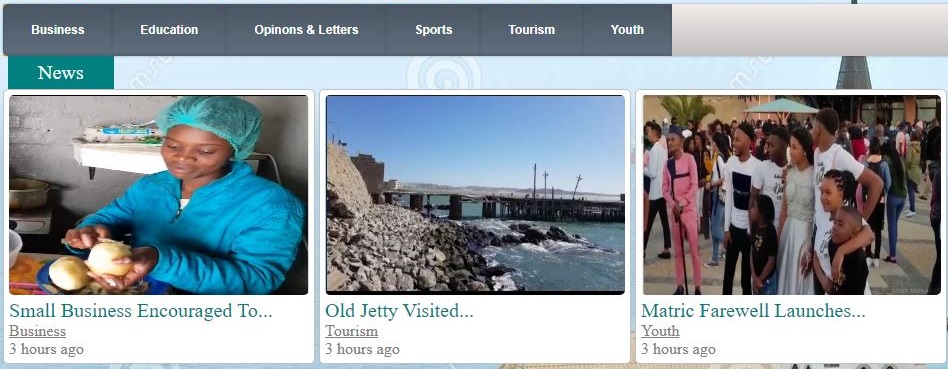 Business Education Opinons & Letters Sports Tourism Youth
News
Small Business Encouraged To...
Business
3 hours ago
Old Jetty Visited...
Tourism
3 hours ago
Matric Farewell Launches...
Youth
3 hours ago